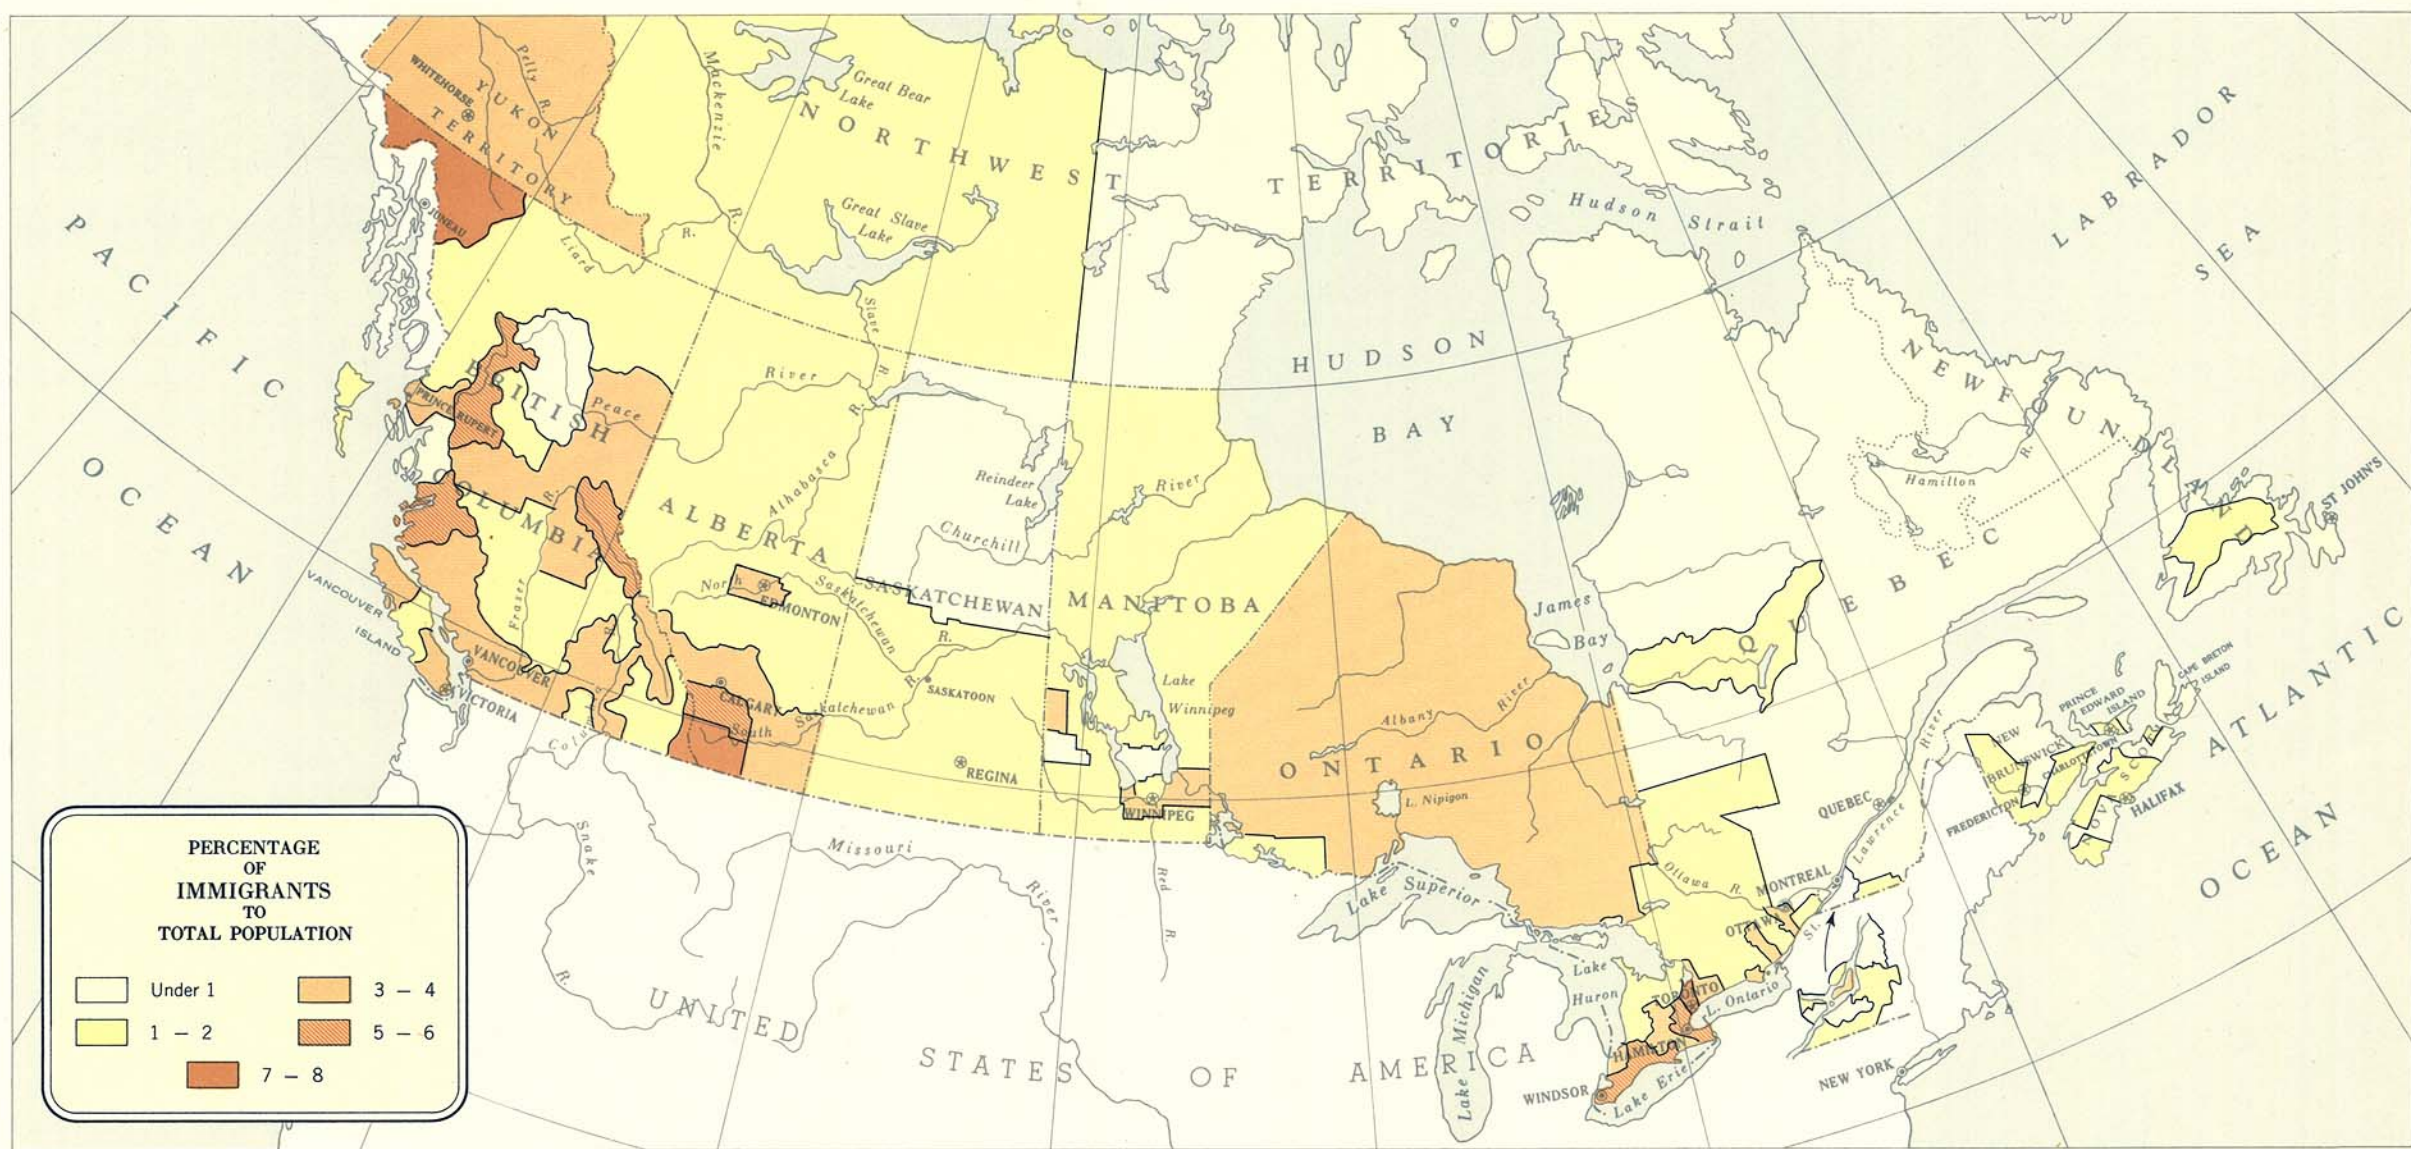 PERCENTAGE
OF
IMMIGRANTS
TO
TOTAL POPULATION
Under 1
3 – 4
1 – 2
5 – 6
7 – 8
PACIFIC
OCEAN
WHITEHORSE
YUKON
TERRITORY
Pelly
R.
JUNEAU
Liard
R.
Mackenzie
R.
Great Bear
Lake
Great Slave
Lake
Slave
R.
NORTHWEST
TERRITORIES
Hudson Strait
LABRADOR
SEA
HUDSON
BAY
James
Bay
BRITISH
COLUMBIA
PRINCE RUPERT
Peace
River
R.
Fraser
R.
VANCOUVER
ISLAND
VANCOUVER
VICTORIA
ALBERTA
Athabasca
R.
North
Saskatchewan
R.
EDMONTON
CALGARY
South
Saskatchewan
R.
SASKATCHEWAN
Reindeer
Lake
Churchill
River
SASKATOON
REGINA
MANITOBA
Lake
Winnipeg
WINNIPEG
Red
R.
ONTARIO
Albany
River
L. Nipigon
Lake Superior
Lake Michigan
Lake
Huron
L. Ontario
Lake Erie
TORONTO
HAMILTON
WINDSOR
OTTAWA
Ottawa R.
MONTREAL
QUEBEC
St.
Lawrence
River
QUEBEC
NEWFOUNDLAND
Hamilton
R.
ST JOHN'S
NEW
BRUNSWICK
FREDERICTON
PRINCE
EDWARD
ISLAND
CHARLOTTETOWN
CAPE BRETON
ISLAND
NOVA SCOTIA
HALIFAX
ATLANTIC
OCEAN
NEW YORK
UNITED
STATES
OF
AMERICA
Snake
R.
Missouri
River